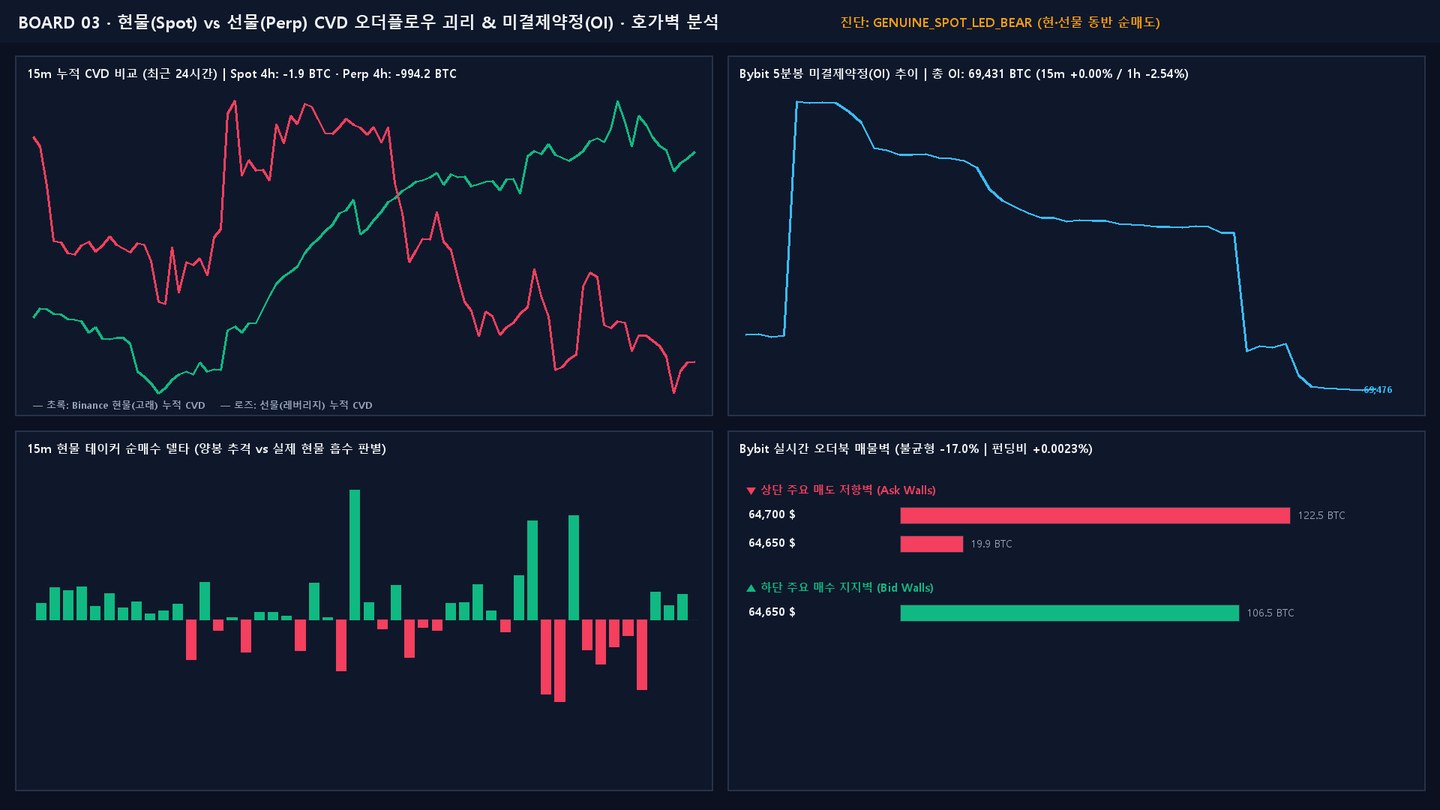 BOARD 03 · 현물(Spot) vs 선물(Perp) CVD 오더플로우 괴리 & 미결제약정(OI) · 호가벽 분석
진단: GENUINE_SPOT_LED_BEAR (현·선물 동반 순매도)
15m 누적 CVD 비교 (최근 24시간) | Spot 4h: -1.9 BTC · Perp 4h: -994.2 BTC
— 초록: Binance 현물(고래) 누적 CVD — 로즈: 선물(레버리지) 누적 CVD
Bybit 5분봉 미결제약정(OI) 추이 | 총 OI: 69,431 BTC (15m +0.00% / 1h -2.54%)
69,476
15m 현물 테이커 순매수 델타 (양봉 추격 vs 실제 현물 흡수 판별)
Bybit 실시간 오더북 매물벽 (불균형 -17.0% | 펀딩비 +0.0023%)
▼ 상단 주요 매도 저항벽 (Ask Walls)
64,700 $ 122.5 BTC
64,650 $ 19.9 BTC
▲ 하단 주요 매수 지지벽 (Bid Walls)
64,650 $ 106.5 BTC